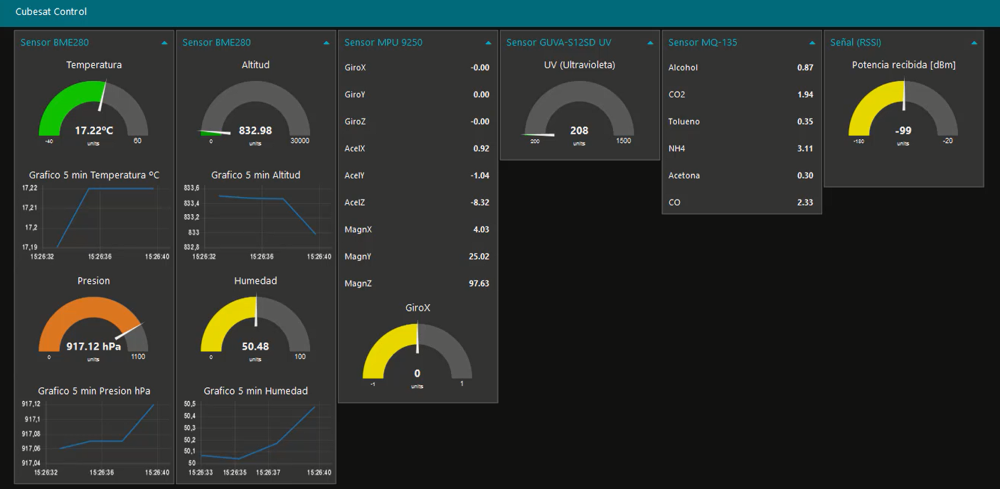 Cubesat Control
Sensor BME280
Temperatura
17.22ºC
-40
units
60
Grafico 5 min Temperatura ºC
17,22
17,21
17,2
17,19
15:26:32 15:26:36 15:26:40
Presion
917.12 hPa
0
units
1100
Grafico 5 min Presion hPa
917,12
917,1
917,08
917,06
917,04
15:26:32 15:26:36 15:26:40
Sensor BME280
Altitud
832.98
0
units
30000
Grafico 5 min Altitud
833,6
833,4
833,2
833
832,8
15:26:32 15:26:36 15:26:40
Humedad
50.48
0
units
100
Grafico 5 min Humedad
50,5
50,4
50,3
50,2
50,1
50
15:26:33 15:26:35 15:26:37 15:26:40
Sensor MPU 9250
GiroX -0.00
GiroY 0.00
GiroZ -0.00
AcelX 0.92
AcelY -1.04
AcelZ -8.32
MagnX 4.03
MagnY 25.02
MagnZ 97.63
GiroX
0
-1
units
1
Sensor GUVA-S12SD UV
UV (Ultravioleta)
208
200
units
1500
Sensor MQ-135
Alcohol 0.87
CO2 1.94
Tolueno 0.35
NH4 3.11
Acetona 0.30
CO 2.33
Señal (RSSI)
Potencia recibida [dBm]
-99
-180
units
-20